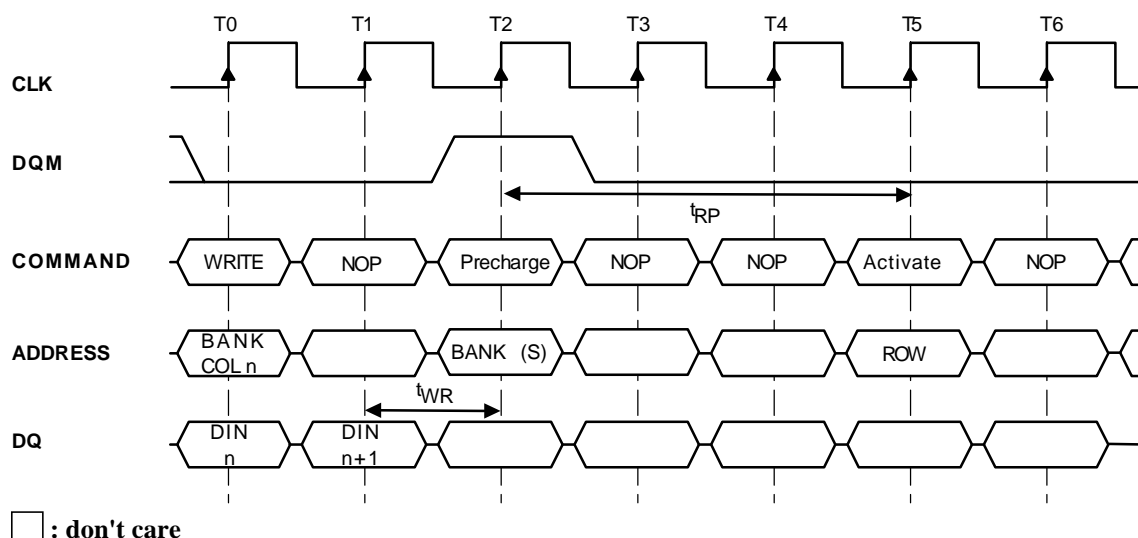 T0 T1 T2 T3 T4 T5 T6
CLK
DQM
tRP
COMMAND WRITE NOP Precharge NOP NOP Activate NOP
ADDRESS BANK COL n BANK (S) ROW
tWR
DQ DIN n DIN n+1
: don't care